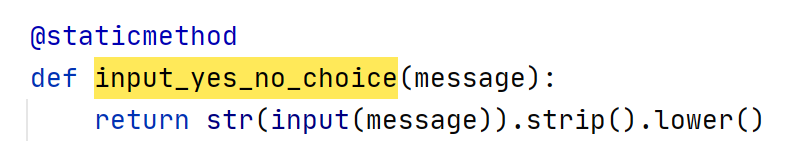 @staticmethod
def input_yes_no_choice(message):
    return str(input(message)).strip().lower()